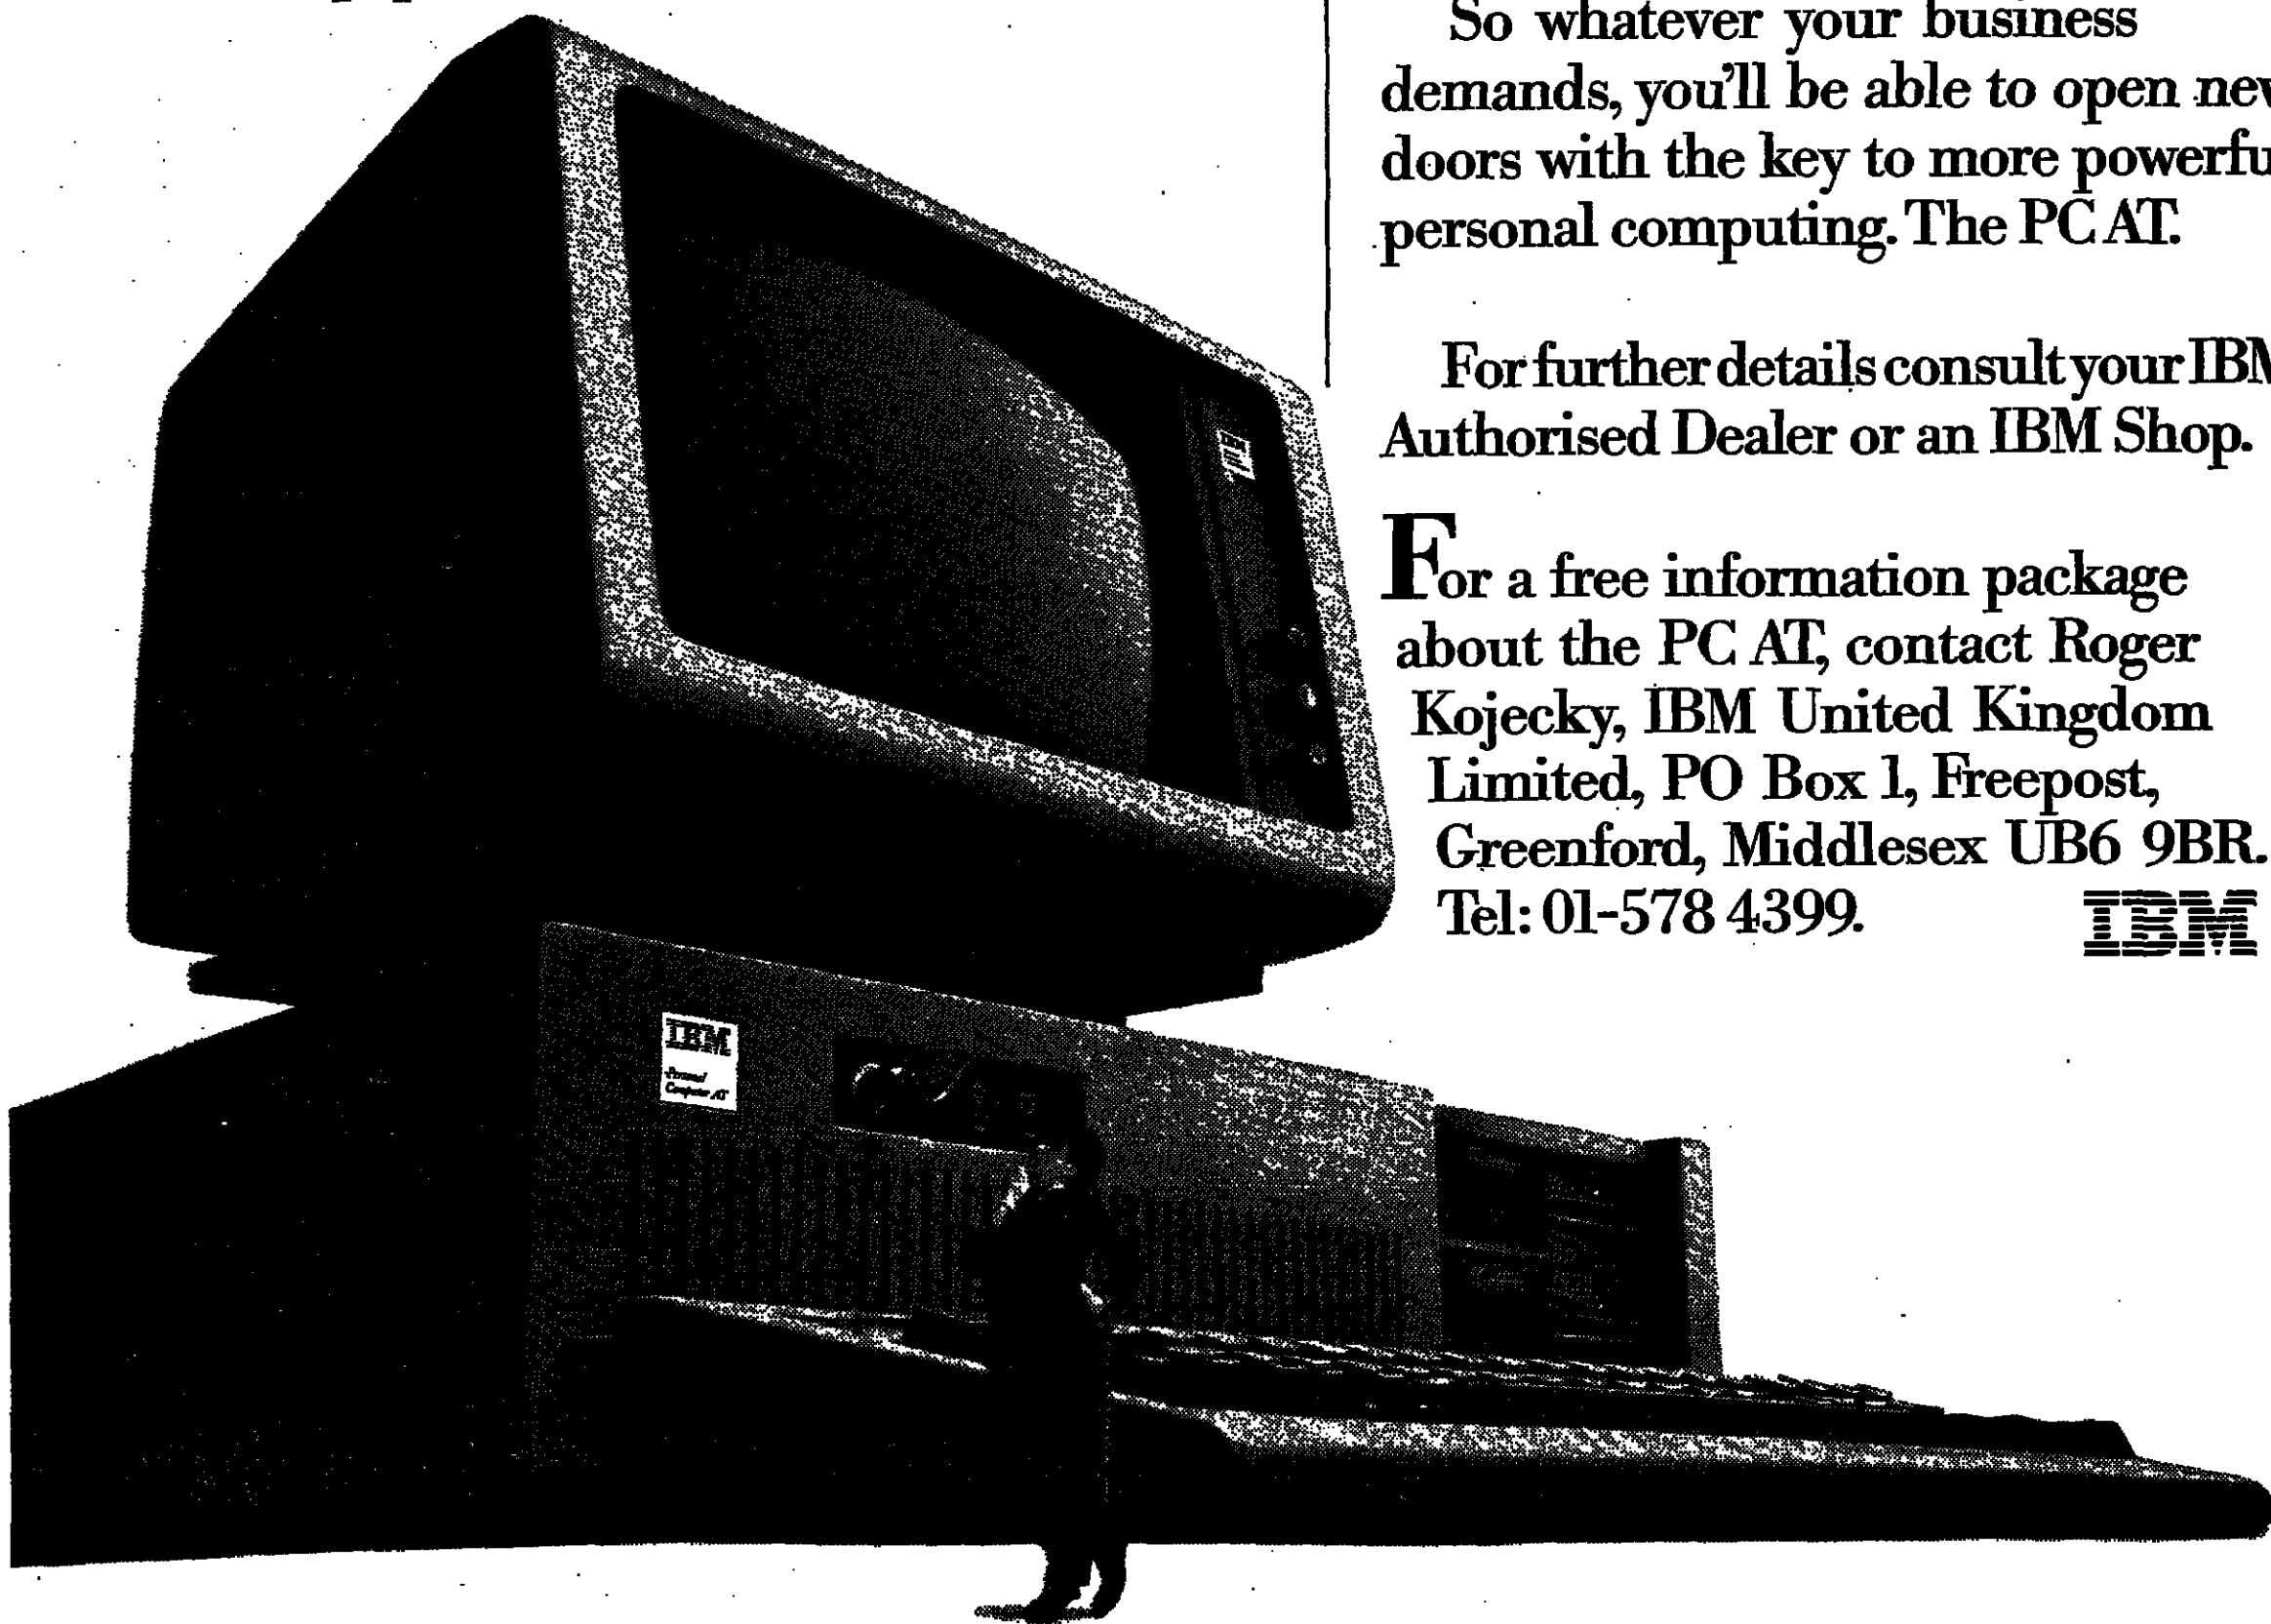 So whatever your business
demands, you'll be able to open
doors with the key to more
personal computing. The PC AT.
For further details consult your
Authorised Dealer or an IBM Shop.
For a free information package
about the PC AT, contact Roger
Kojecky, IBM United Kingdom
Limited, PO Box 1, Freepost,
Greenford, Middlesex UB6 9BR.
Tel: 01-578 4399.
IBM
IBM
Personal
Computer AT